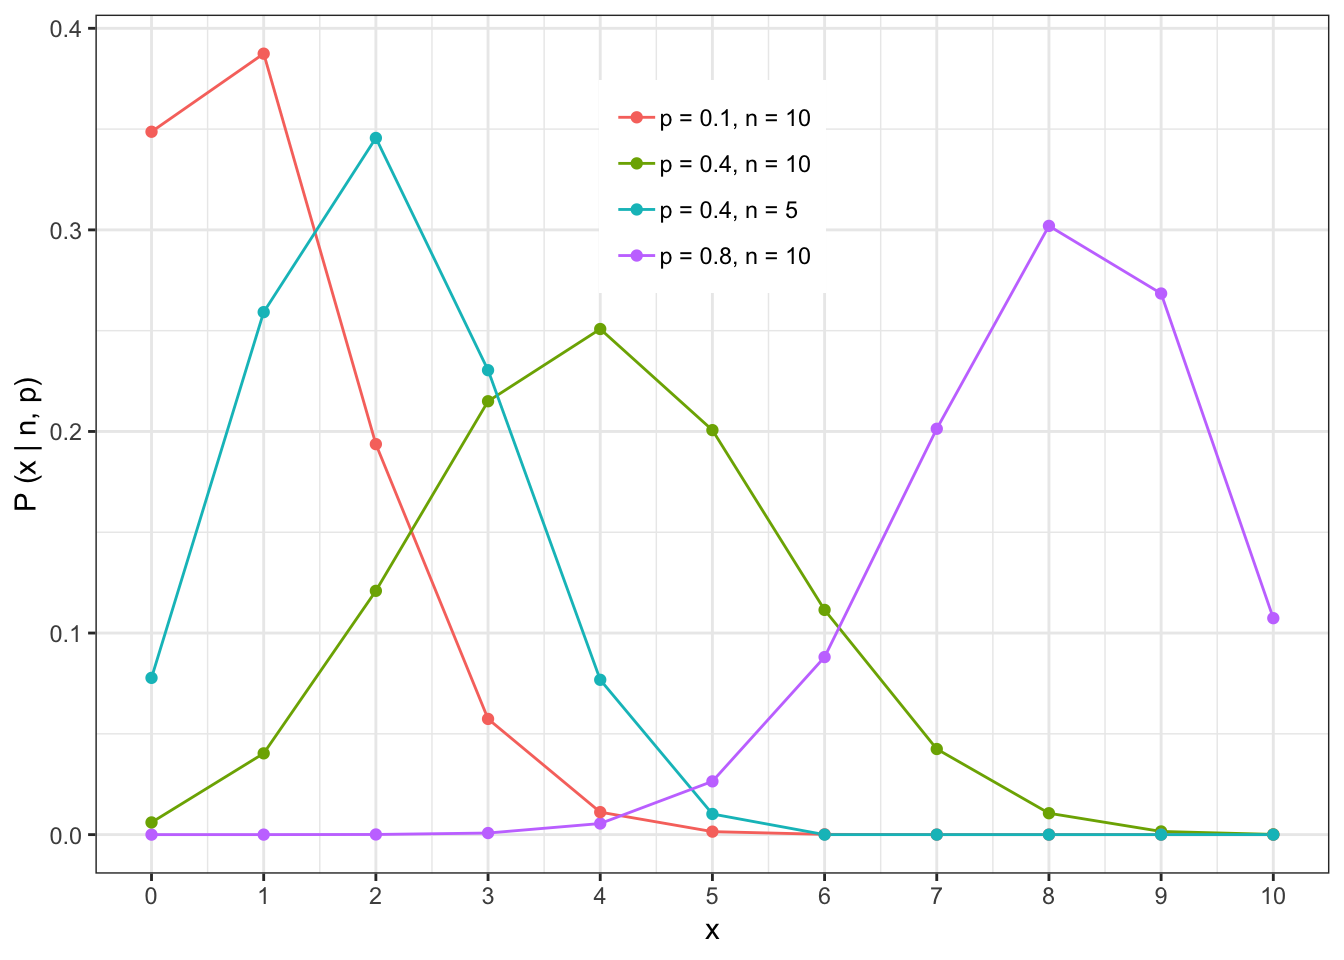 0.4
0.3
0.2
0.1
0.0
P (x | n, p)
p = 0.1, n = 10
p = 0.4, n = 10
p = 0.4, n = 5
p = 0.8, n = 10
0 1 2 3 4 5 6 7 8 9 10
x